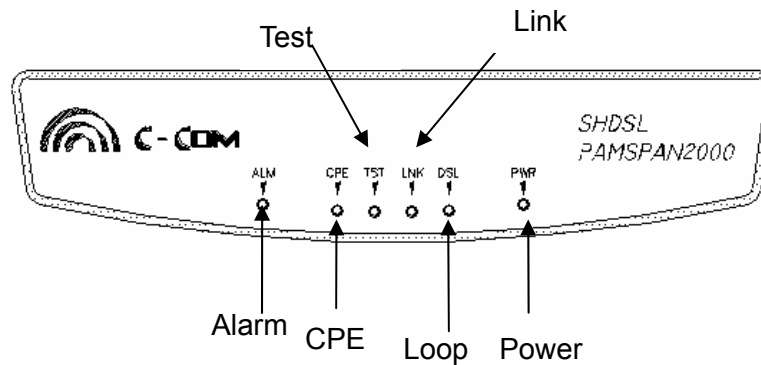 Test
Link
C-COM
SHDSL
PAMSPAN2000
ALM
CPE
TST
LNK
DSL
PWR
Alarm
CPE
Loop
Power